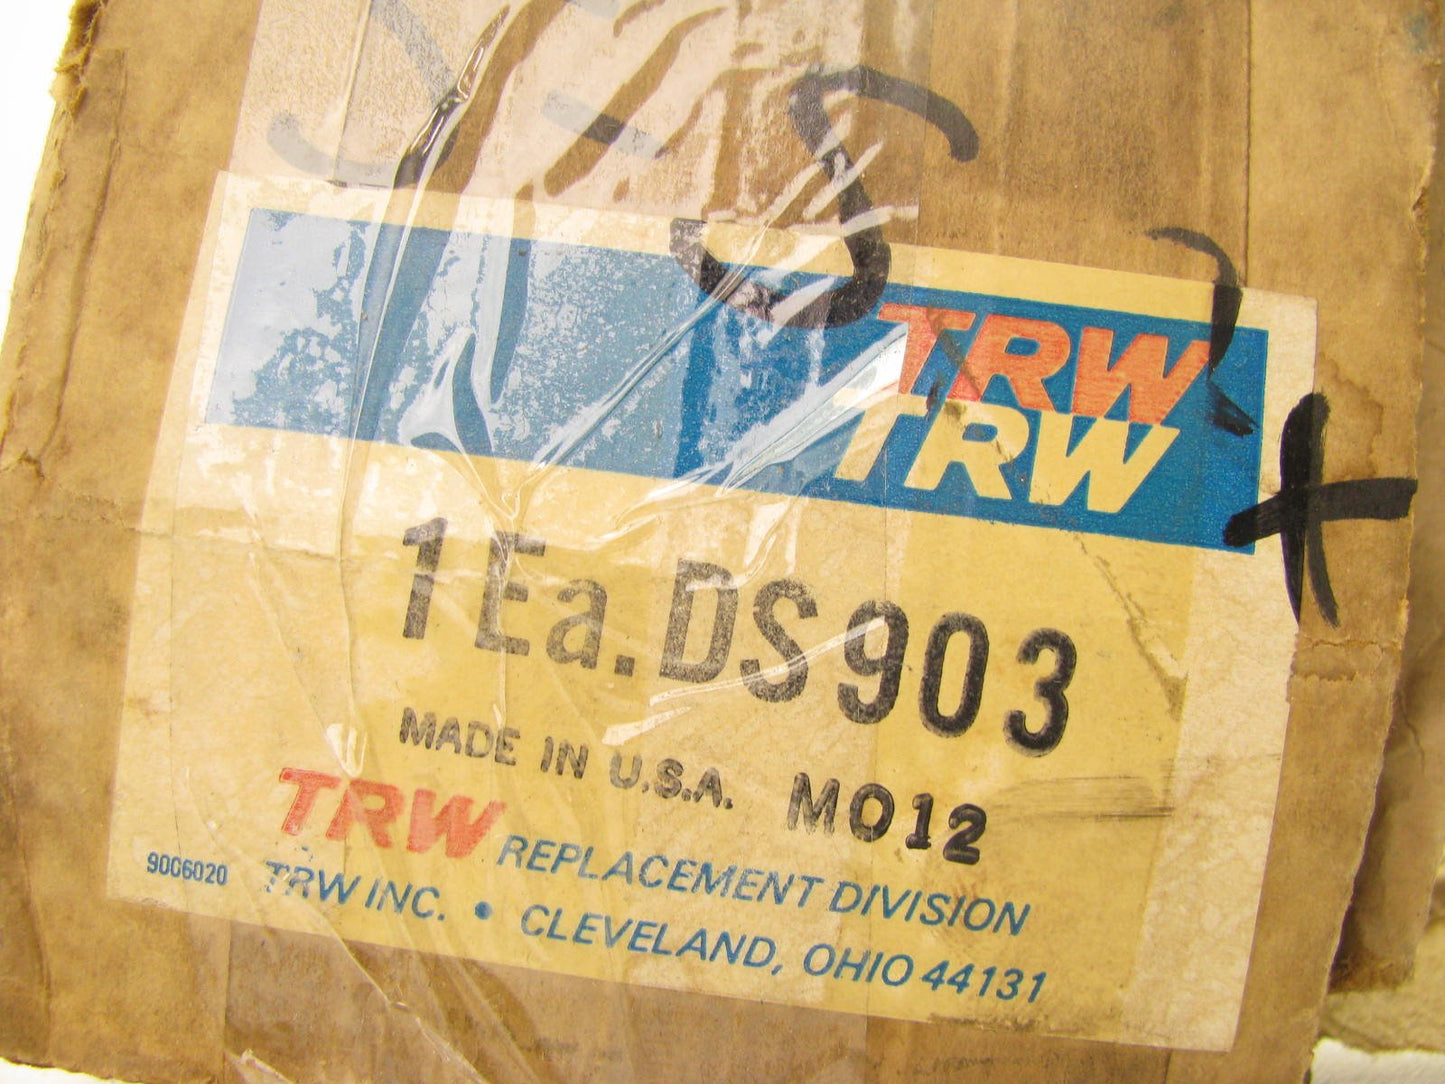 TRW
TRW
1 Ea. DS903
MADE IN U.S.A. MO12
TRW REPLACEMENT DIVISION
9006020 TRW INC. • CLEVELAND, OHIO 44131